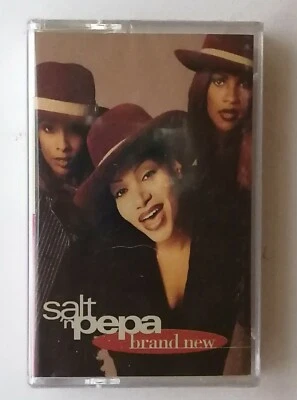 salt
'n pepa
brand new